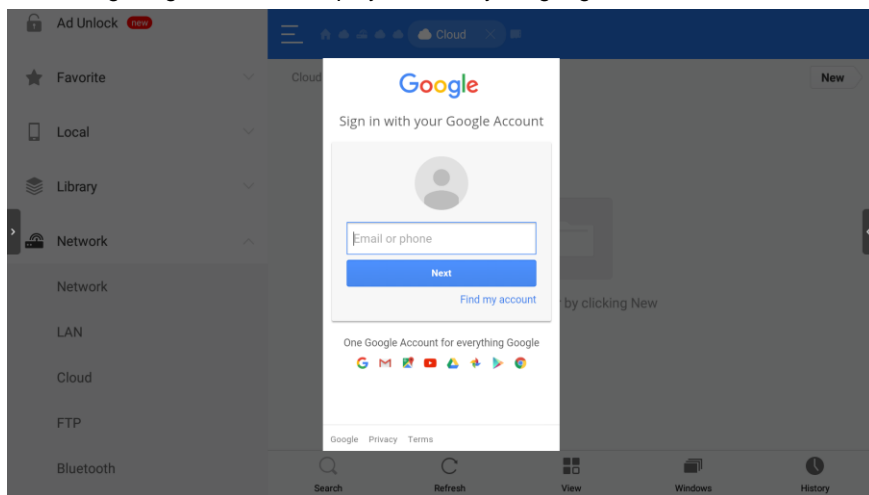 Ad Unlock new
Cloud
Favorite
Cloud
New
Google
Sign in with your Google Account
Local
Library
Email or phone
Network
Next
Find my account
Network
by clicking New
LAN
One Google Account for everything Google
Cloud
FTP
Google Privacy Terms
Bluetooth
Search
Refresh
View
Windows
History